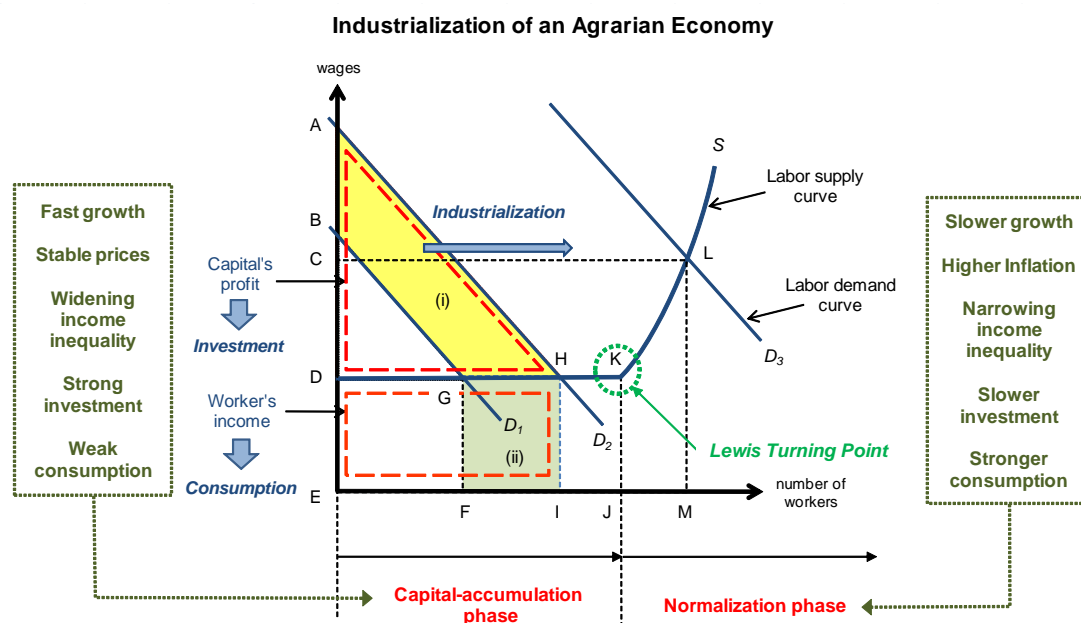 Industrialization of an Agrarian Economy
wages
A
B
C
D
E
Fast growth
Stable prices
Widening
income
inequality
Strong
investment
Weak
consumption
Capital's
profit
Investment
Worker's
income
Consumption
Industrialization
(i)
(ii)
G
H
K
L
S
D1
D2
D3
Labor supply
curve
Labor demand
curve
Lewis Turning Point
number of
workers
F
I
J
M
Slower growth
Higher Inflation
Narrowing
income
inequality
Slower
investment
Stronger
consumption
Capital-accumulation
phase
Normalization phase